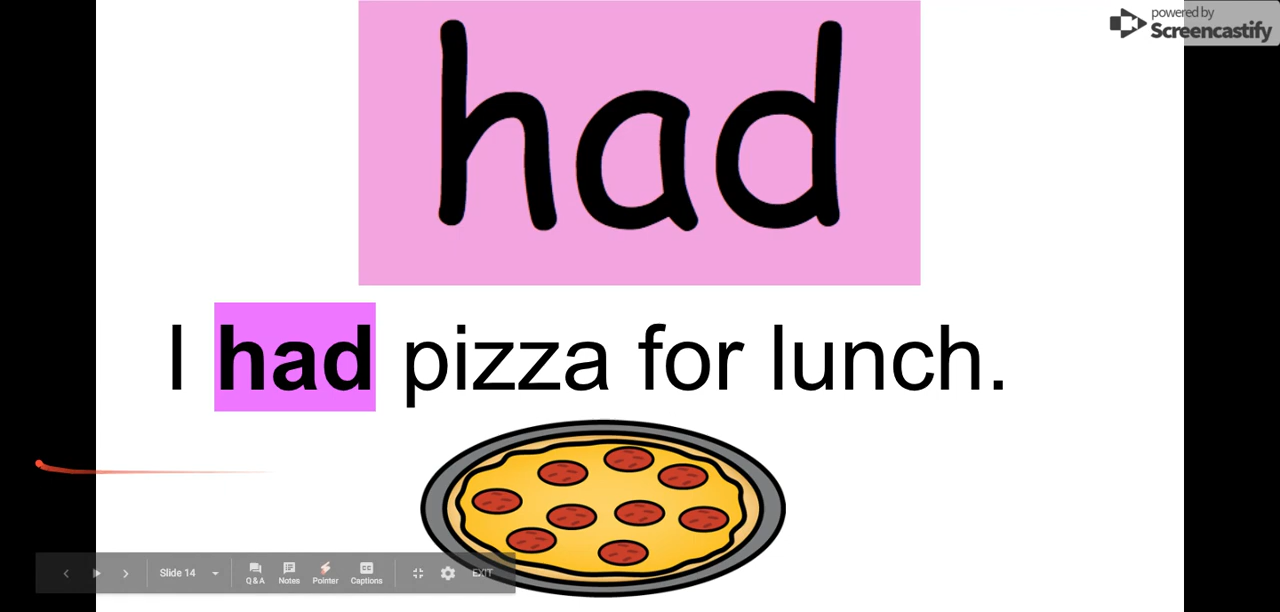 powered by
Screencastify
had
I had pizza for lunch.
Slide 14
Q&A
Notes
Pointer
Captions
EXIT